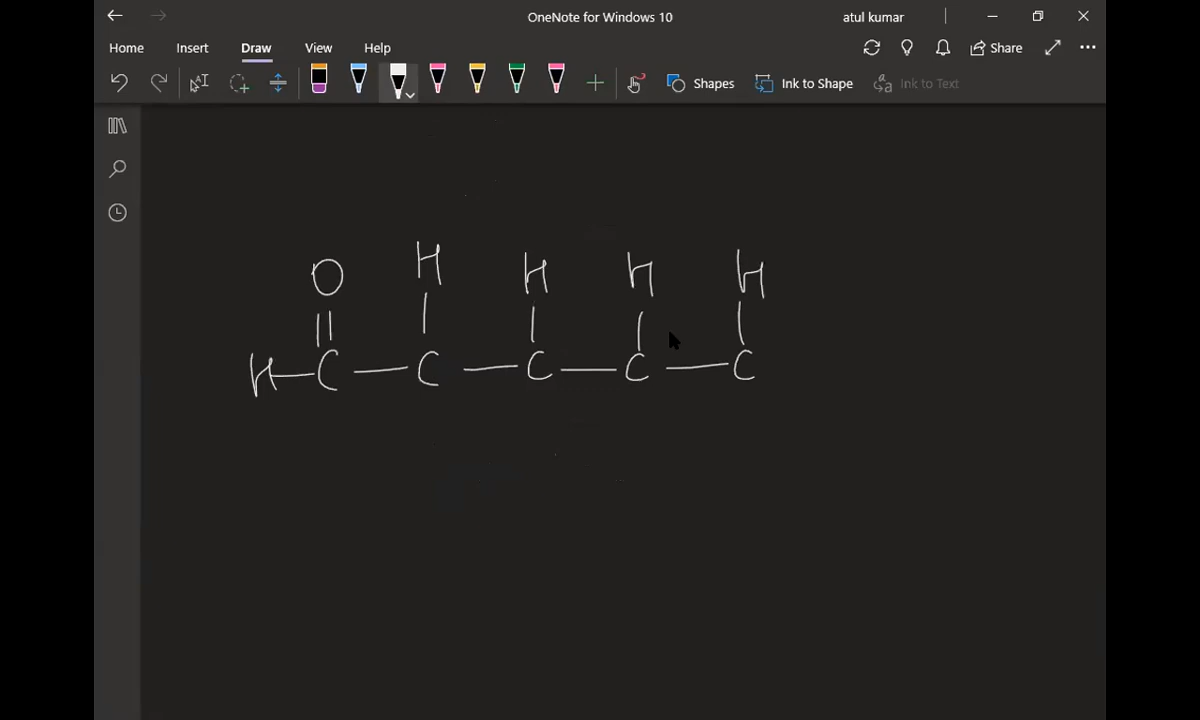 OneNote for Windows 10
atul kumar
Home Insert Draw View Help
Share
Shapes
Ink to Shape
Ink to Text
O H H H H
H—C — C — C — C — C